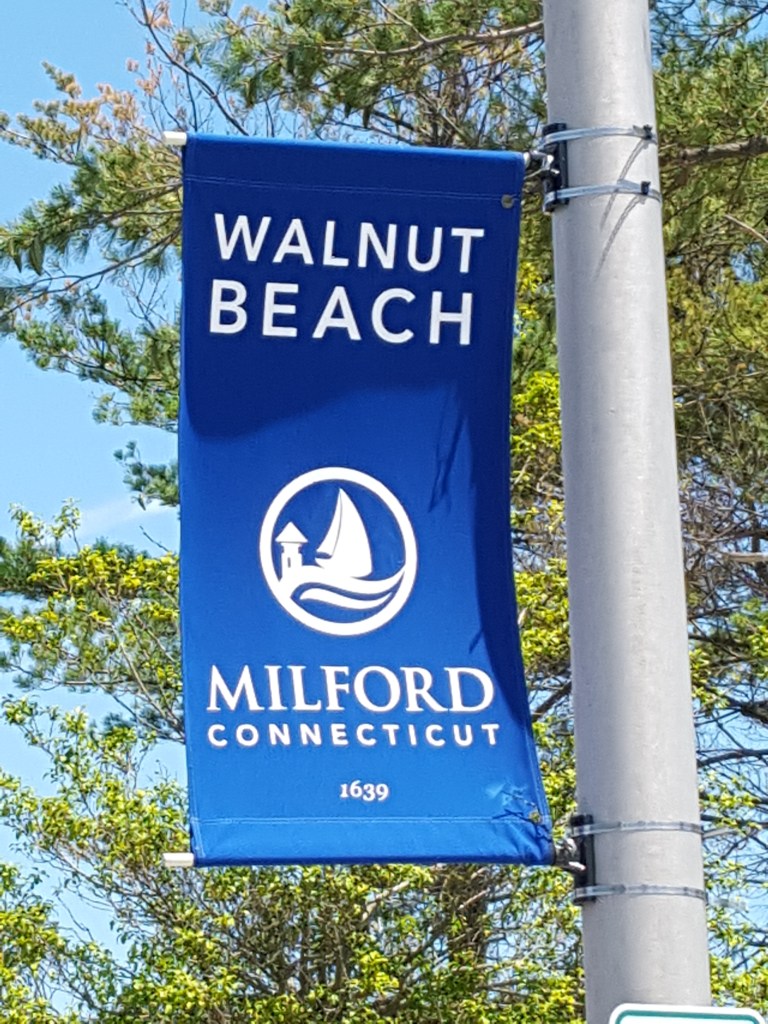 WALNUT
BEACH
MILFORD
CONNECTICUT
1639